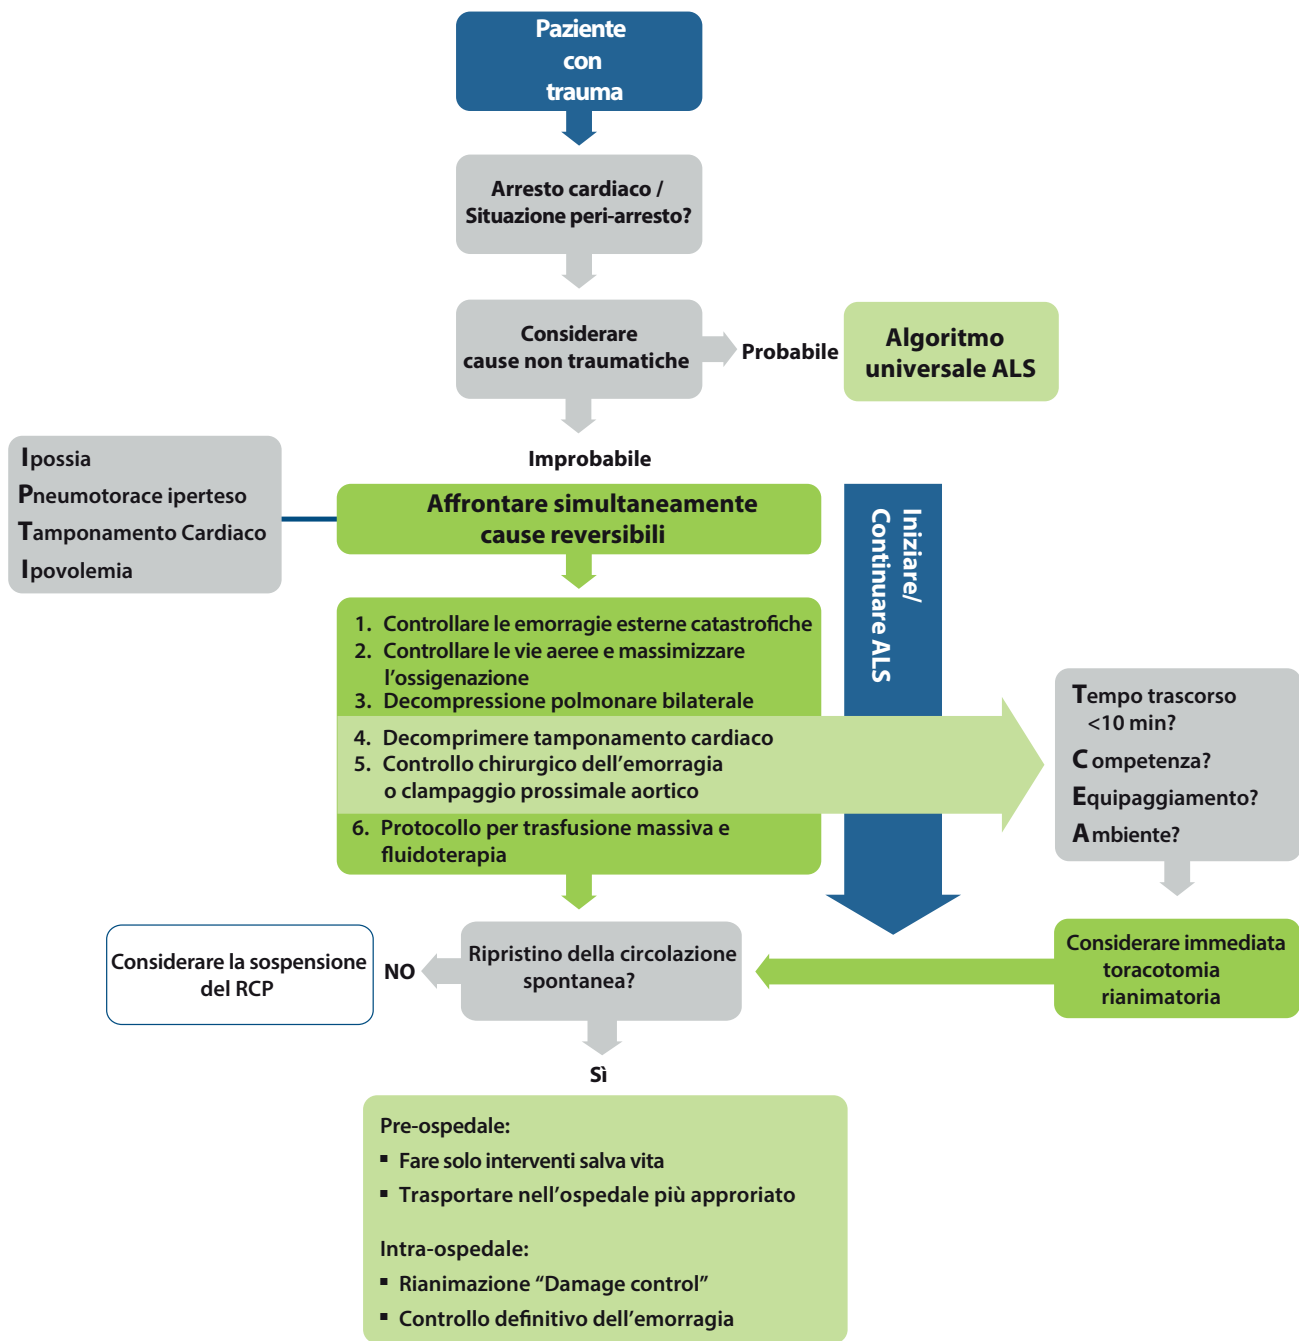 Paziente
con
trauma
Arresto cardiaco /
Situazione peri-arresto?
Considerare
cause non traumatiche
Probabile
Algoritmo
universale ALS
Improbabile
Ipossia
Pneumotorace iperteso
Tamponamento Cardiaco
Ipovolemia
Affrontare simultaneamente
cause reversibili
Iniziare/
Continuare ALS
1. Controllare le emorragie esterne catastrofiche
2. Controllare le vie aeree e massimizzare
l'ossigenazione
3. Decompressione polmonare bilaterale
4. Decomprimere tamponamento cardiaco
5. Controllo chirurgico dell'emorragia
o clampaggio prossimale aortico
6. Protocollo per trasfusione massiva e
fluidoterapia
Tempo trascorso
<10 min?
Competenza?
Equipaggiamento?
Ambiente?
Considerare immediata
toracotomia
rianimatoria
Ripristino della circolazione
spontanea?
NO
Considerare la sospensione
del RCP
Sì
Pre-ospedale:
▪ Fare solo interventi salva vita
▪ Trasportare nell'ospedale più approriato
Intra-ospedale:
▪ Rianimazione “Damage control”
▪ Controllo definitivo dell'emorragia